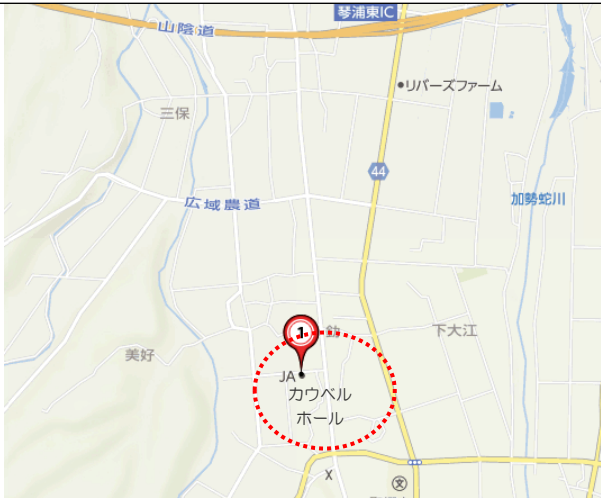 琴浦東IC
山陰道
リバーズファーム
三保
44
広域農道
加勢蛇川
1
釛
下大江
美好
JA
カウベル
ホール
X
文